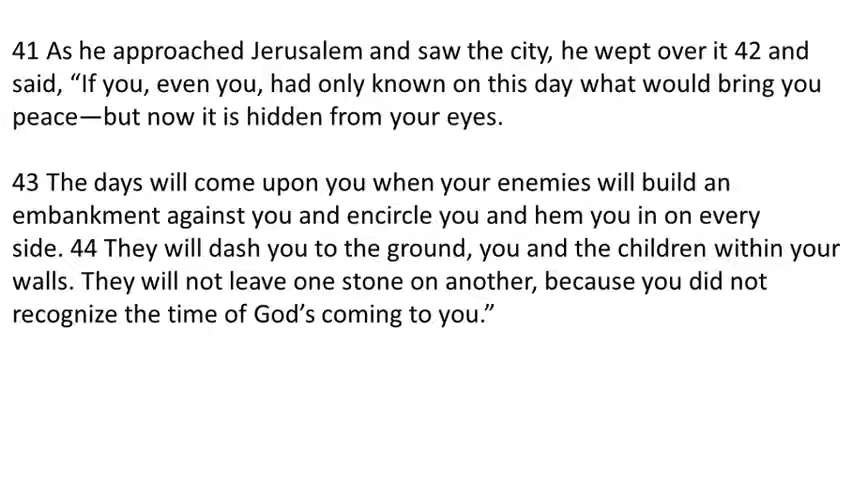 41 As he approached Jerusalem and saw the city, he wept over it 42 and
said, “If you, even you, had only known on this day what would bring you
peace—but now it is hidden from your eyes.
43 The days will come upon you when your enemies will build an
embankment against you and encircle you and hem you in on every
side. 44 They will dash you to the ground, you and the children within your
walls. They will not leave one stone on another, because you did not
recognize the time of God’s coming to you.”